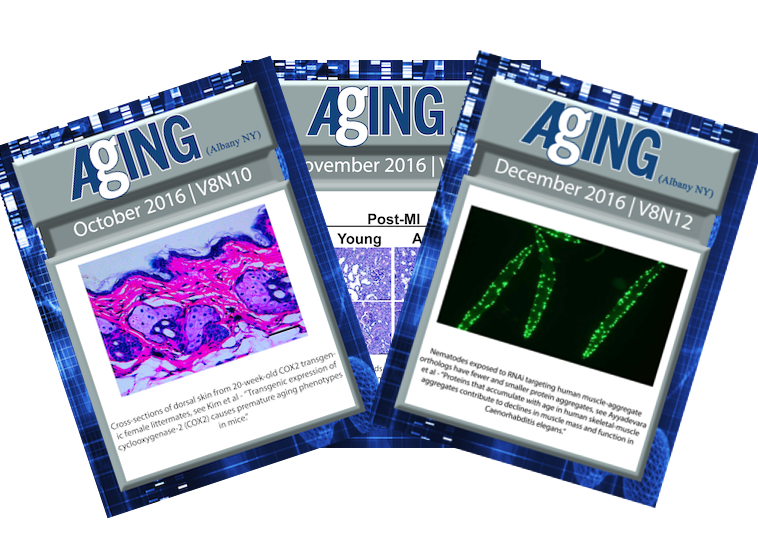 AgING (Albany NY)
October 2016 | V8N10
Cross-sections of dorsal skin from 20-week-old COX2 transgen-
ic female littermates, see Kim et al - "Transgenic expression of
cyclooxygenase-2 (COX2) causes premature aging phenotypes
in mice."
AgING (
ovember 2016 | V
Post-MI
Young A
AgING (Albany NY)
December 2016 | V8N12
Nematodes exposed to RNAi targeting human muscle-aggregate
orthologs have fewer and smaller protein aggregates, see Ayyadevara
et al - "Proteins that accumulate with age in human skeletal-muscle
aggregates contribute to declines in muscle mass and function in
Caenorhabditis elegans."